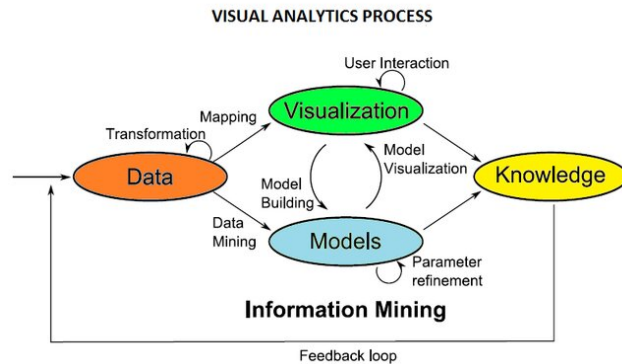 VISUAL ANALYTICS PROCESS
User Interaction
Visualization
Mapping
Transformation
Data
Model
Visualization
Knowledge
Model
Building
Data
Mining
Models
Parameter
refinement
Information Mining
Feedback loop